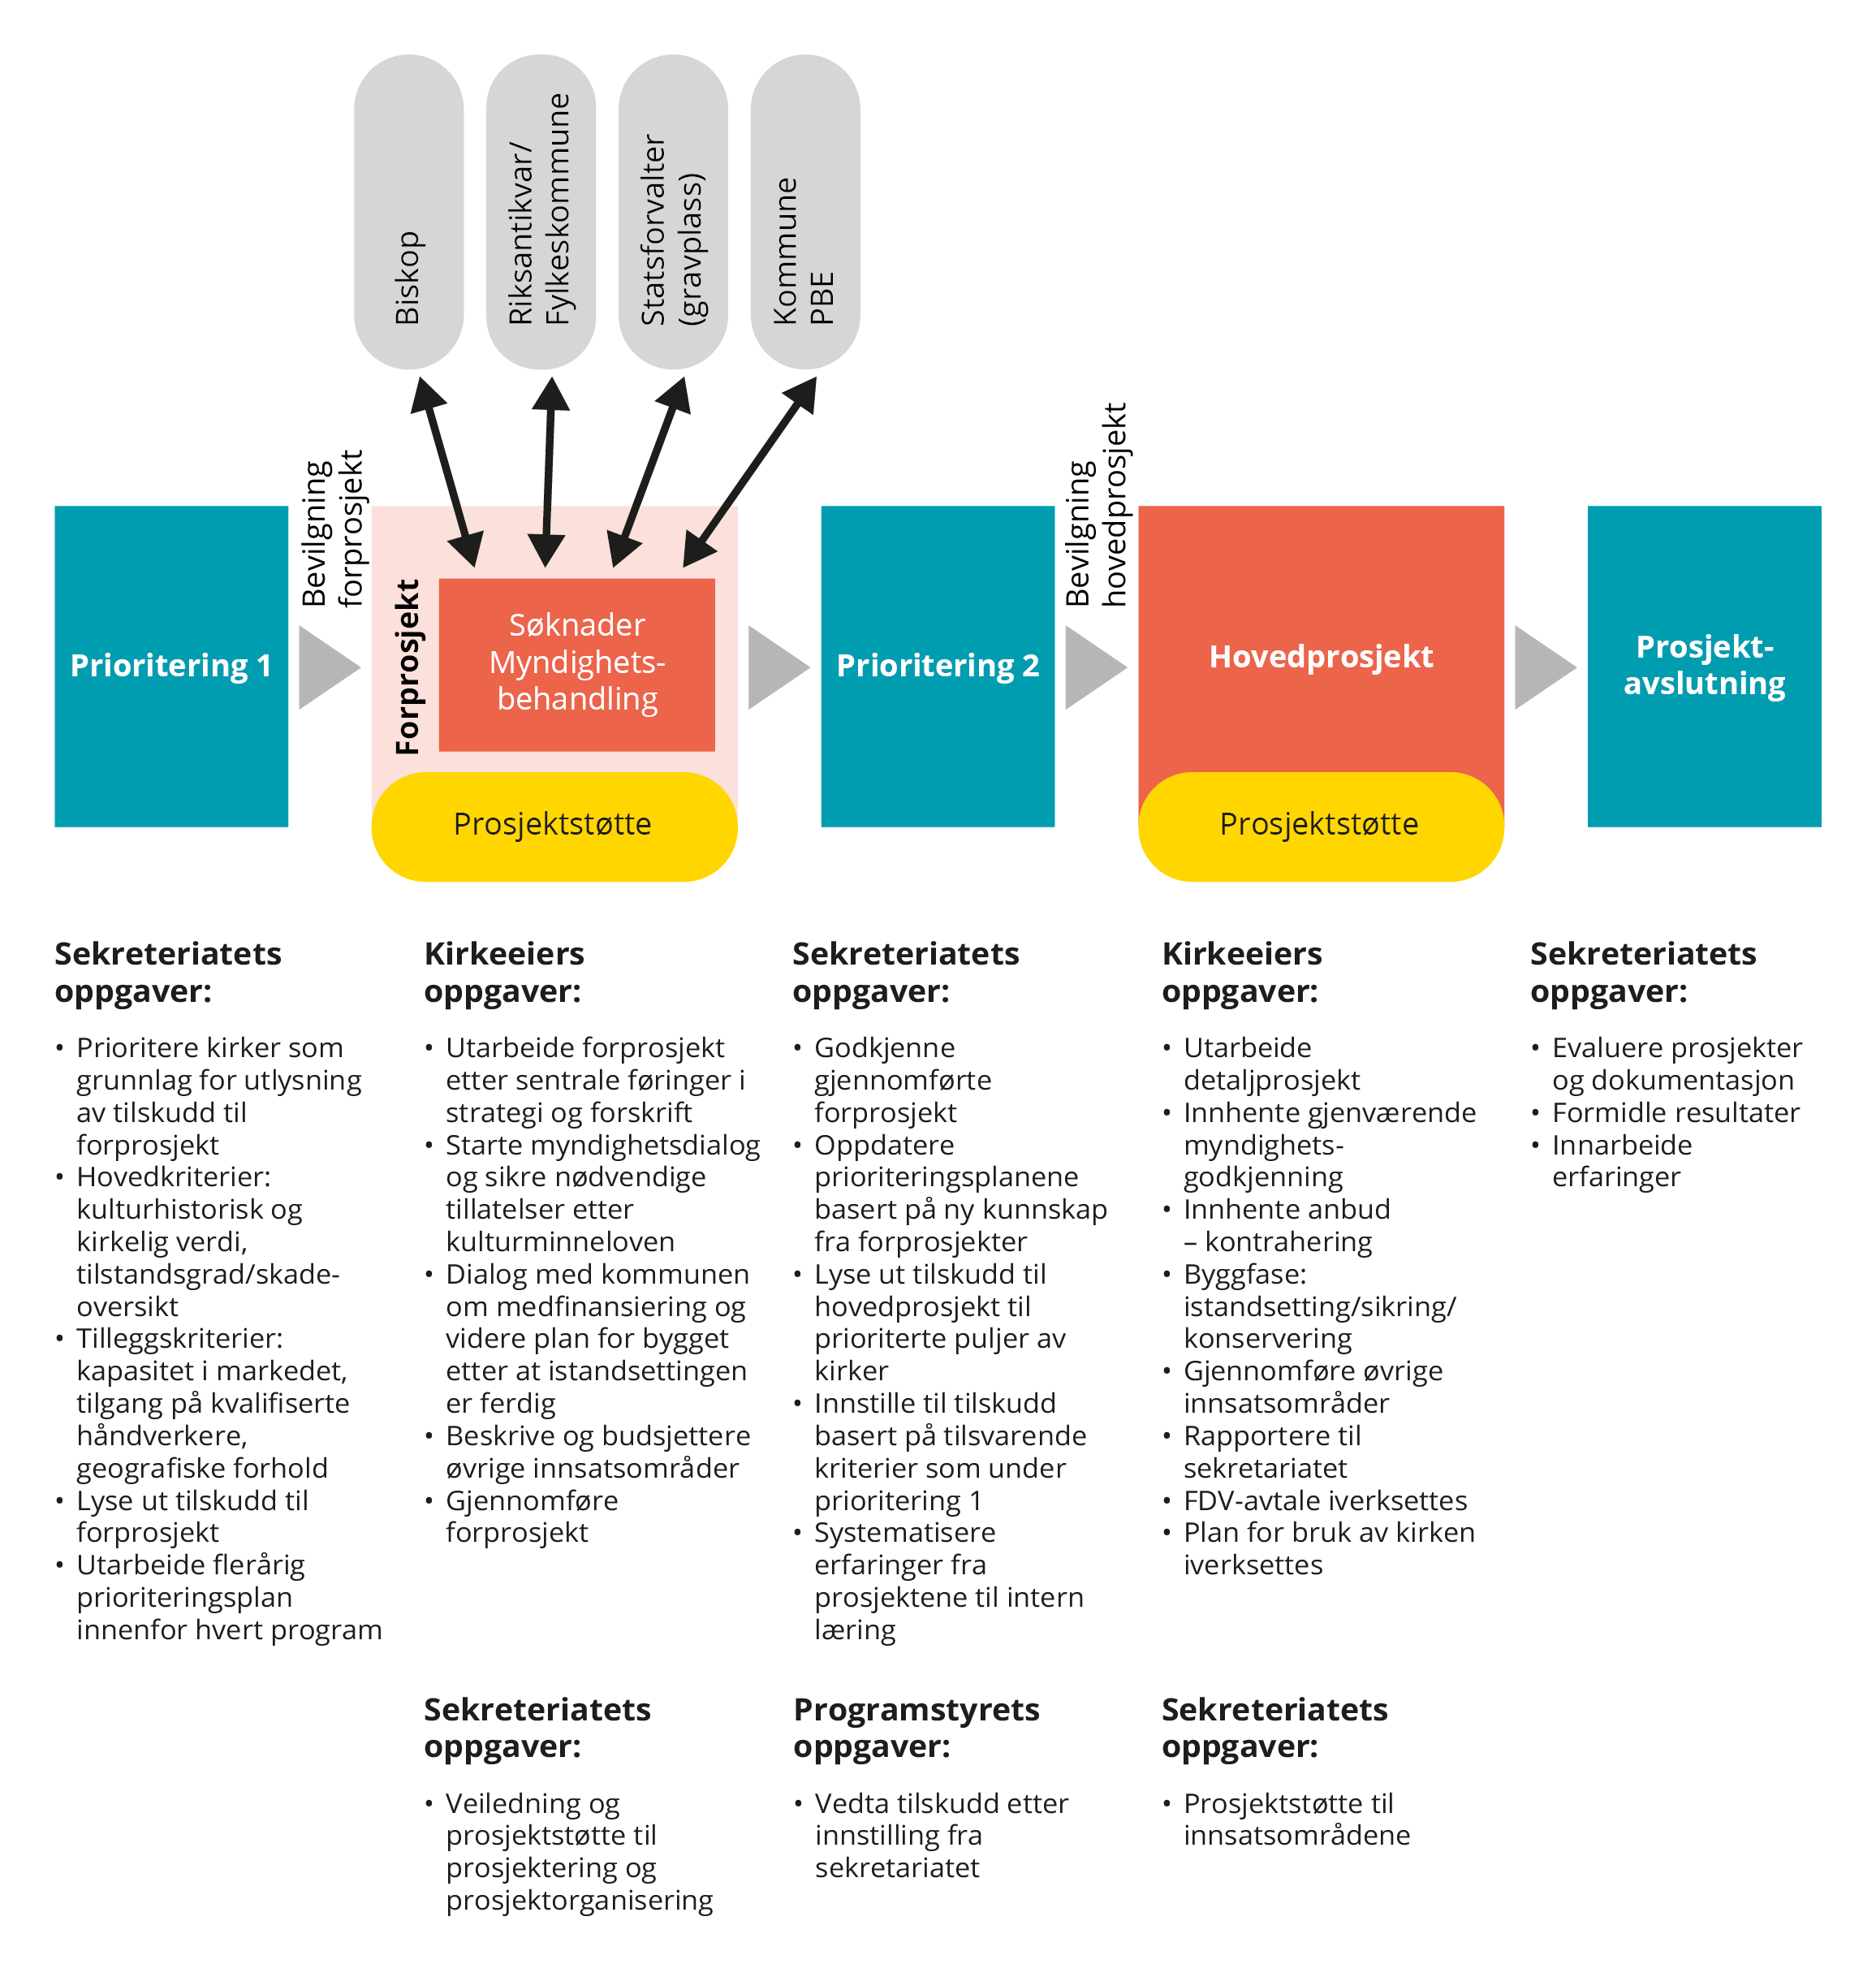 Biskop
Riksantikvar/
Fylkeskommune
Statsforvalter
(gravplass)
Kommune
PBE
Prioritering 1
Bevilgning
forprosjekt
Forprosjekt
Søknader
Myndighets-
behandling
Prosjektstøtte
Prioritering 2
Bevilgning
hovedprosjekt
Hovedprosjekt
Prosjektstøtte
Prosjekt-
avslutning
Sekreteriatets
oppgaver:
• Prioritere kirker som
grunnlag for utlysning
av tilskudd til
forprosjekt
• Hovedkriterier:
kulturhistorisk og
kirkelig verdi,
tilstandsgrad/skade-
oversikt
• Tilleggskriterier:
kapasitet i markedet,
tilgang på kvalifiserte
håndverkere,
geografiske forhold
• Lyse ut tilskudd til
forprosjekt
• Utarbeide flerårig
prioriteringsplan
innenfor hvert program
Kirkeeiers
oppgaver:
• Utarbeide forprosjekt
etter sentrale føringer i
strategi og forskrift
• Starte myndighetsdialog
og sikre nødvendige
tillatelser etter
kulturminneloven
• Dialog med kommunen
om medfinansiering og
videre plan for bygget
etter at istandsettingen
er ferdig
• Beskrive og budsjettere
øvrige innsatsområder
• Gjennomføre
forprosjekt
Sekreteriatets
oppgaver:
• Veiledning og
prosjektstøtte til
prosjektering og
prosjektorganisering
Sekreteriatets
oppgaver:
• Godkjenne
gjennomførte
forprosjekt
• Oppdatere
prioriteringsplanene
basert på ny kunnskap
fra forprosjekter
• Lyse ut tilskudd til
hovedprosjekt til
prioriterte puljer av
kirker
• Innstille til tilskudd
basert på tilsvarende
kriterier som under
prioritering 1
• Systematisere
erfaringer fra
prosjektene til intern
læring
Programstyrets
oppgaver:
• Vedta tilskudd etter
innstilling fra
sekretariatet
Kirkeeiers
oppgaver:
• Utarbeide
detaljprosjekt
• Innhente gjenværende
myndighets-
godkjenning
• Innhente anbud
– kontrahering
• Byggfase:
istandsetting/sikring/
konservering
• Gjennomføre øvrige
innsatsområder
• Rapportere til
sekretariatet
• FDV-avtale iverksettes
• Plan for bruk av kirken
iverksettes
Sekreteriatets
oppgaver:
• Prosjektstøtte til
innsatsområdene
Sekreteriatets
oppgaver:
• Evaluere prosjekter
og dokumentasjon
• Formidle resultater
• Innarbeide
erfaringer